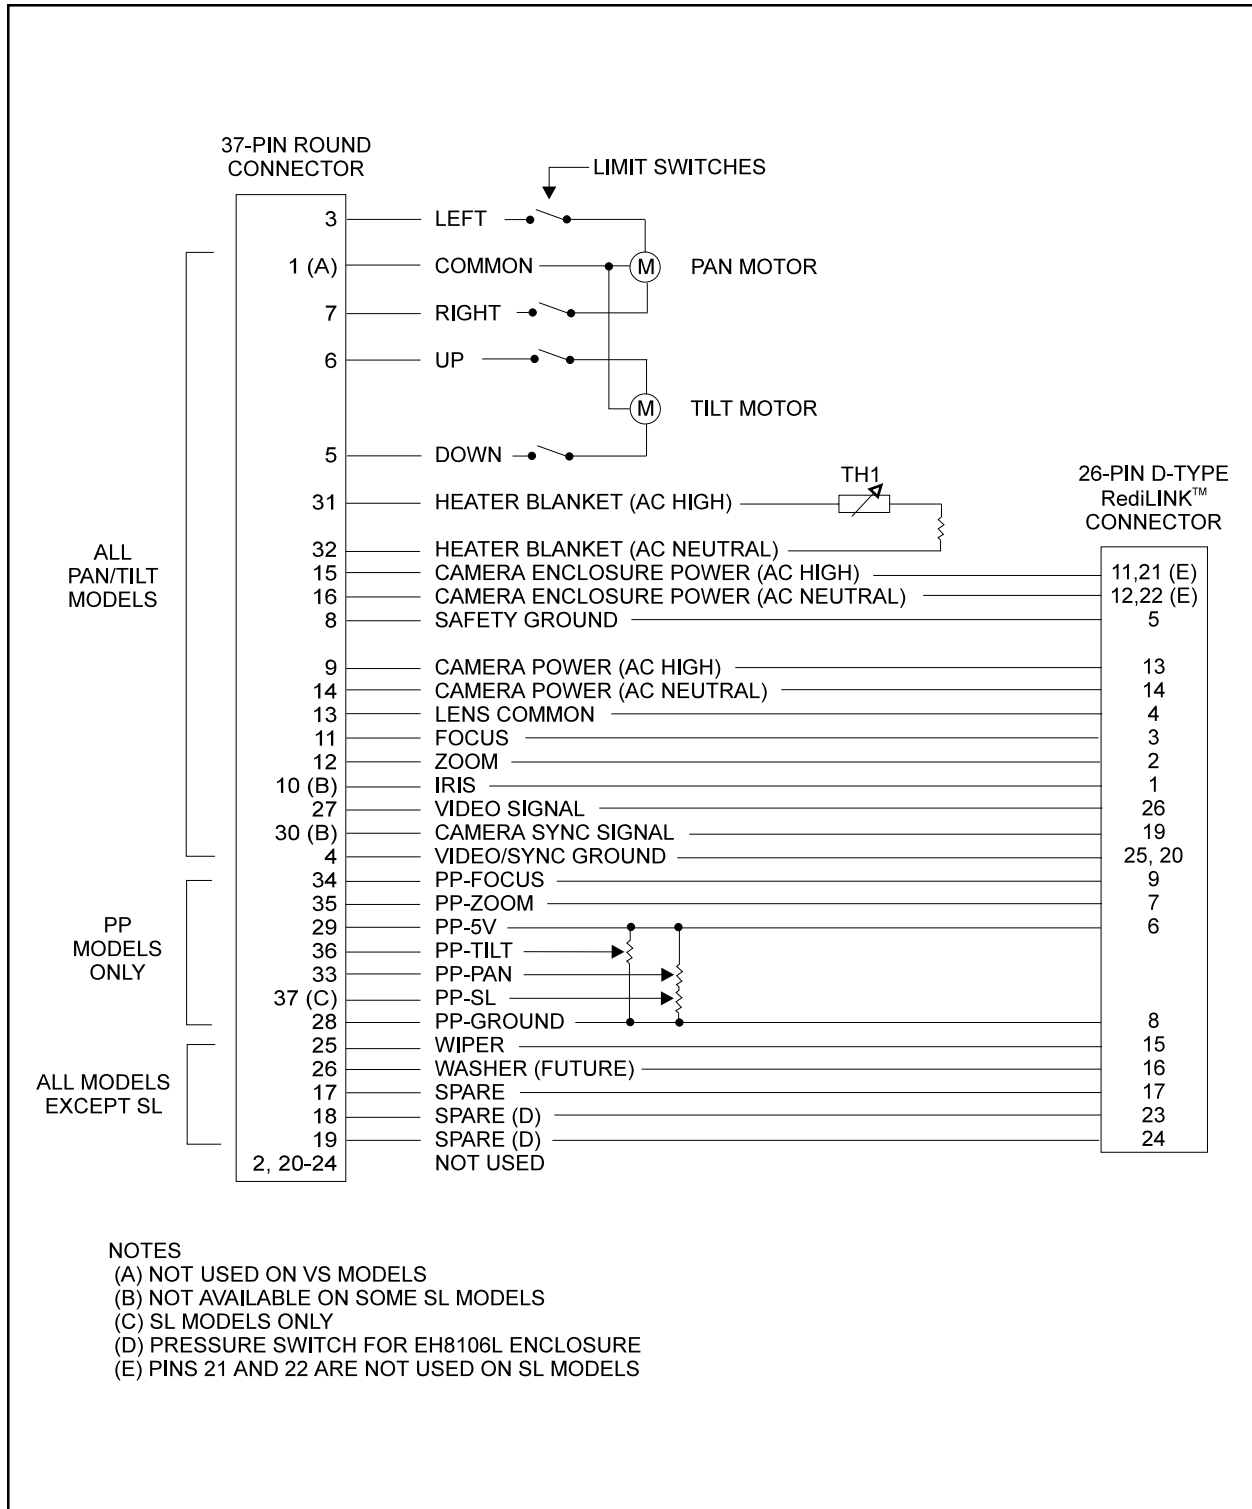 37-PIN ROUND
CONNECTOR
LIMIT SWITCHES
3 LEFT
1 (A) COMMON M PAN MOTOR
7 RIGHT
6 UP
M TILT MOTOR
5 DOWN
TH1
26-PIN D-TYPE
RediLINK™
CONNECTOR
31 HEATER BLANKET (AC HIGH)
32 HEATER BLANKET (AC NEUTRAL)
ALL
PAN/TILT
MODELS
15 CAMERA ENCLOSURE POWER (AC HIGH) 11,21 (E)
16 CAMERA ENCLOSURE POWER (AC NEUTRAL) 12,22 (E)
8 SAFETY GROUND 5
9 CAMERA POWER (AC HIGH) 13
14 CAMERA POWER (AC NEUTRAL) 14
13 LENS COMMON 4
11 FOCUS 3
12 ZOOM 2
10 (B) IRIS 1
27 VIDEO SIGNAL 26
30 (B) CAMERA SYNC SIGNAL 19
4 VIDEO/SYNC GROUND 25, 20
PP
MODELS
ONLY
34 PP-FOCUS 9
35 PP-ZOOM 7
29 PP-5V 6
36 PP-TILT
33 PP-PAN
37 (C) PP-SL
28 PP-GROUND 8
ALL MODELS
EXCEPT SL
25 WIPER 15
26 WASHER (FUTURE) 16
17 SPARE 17
18 SPARE (D) 23
19 SPARE (D) 24
2, 20-24 NOT USED
NOTES
(A) NOT USED ON VS MODELS
(B) NOT AVAILABLE ON SOME SL MODELS
(C) SL MODELS ONLY
(D) PRESSURE SWITCH FOR EH8106L ENCLOSURE
(E) PINS 21 AND 22 ARE NOT USED ON SL MODELS